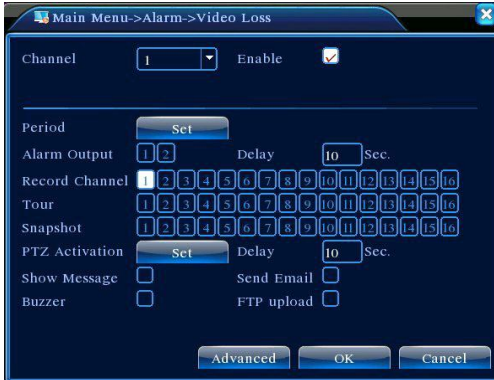 Main Menu->Alarm->Video Loss
Channel 1 Enable
Period Set
Alarm Output 1 2 Delay 10 Sec.
Record Channel 1 2 3 4 5 6 7 8 9 10 11 12 13 14 15 16
Tour 1 2 3 4 5 6 7 8 9 10 11 12 13 14 15 16
Snapshot 1 2 3 4 5 6 7 8 9 10 11 12 13 14 15 16
PTZ Activation Set Delay 10 Sec.
Show Message Send Email
Buzzer FTP upload
Advanced OK Cancel